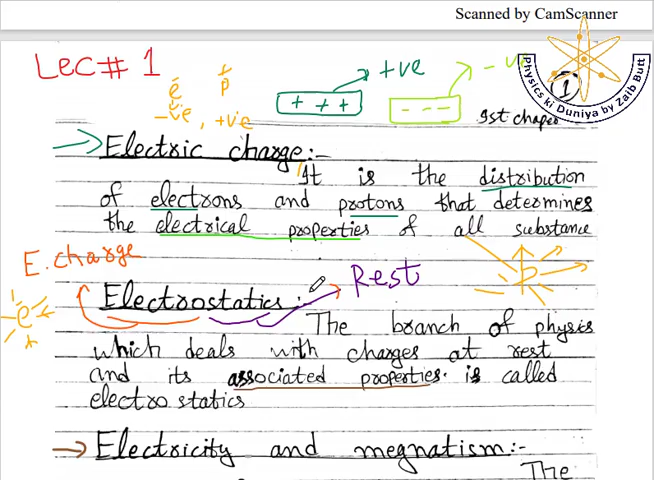 Scanned by CamScanner
Lec# 1
Physics ki Duniya by Zaib Butt
1
e⁻ p⁺
-ve, +ve
+ + +
+ve
- - -
1st chapter
Electric charge:-
It is the distribution
of electrons and protons that determines
the electrical properties of all substance
E. charge
Rest
Electrostatics:-
e
p
The branch of physis
which deals with charges at rest
and its associated properties. is called
electro statics
Electricity and megnatism:-
The